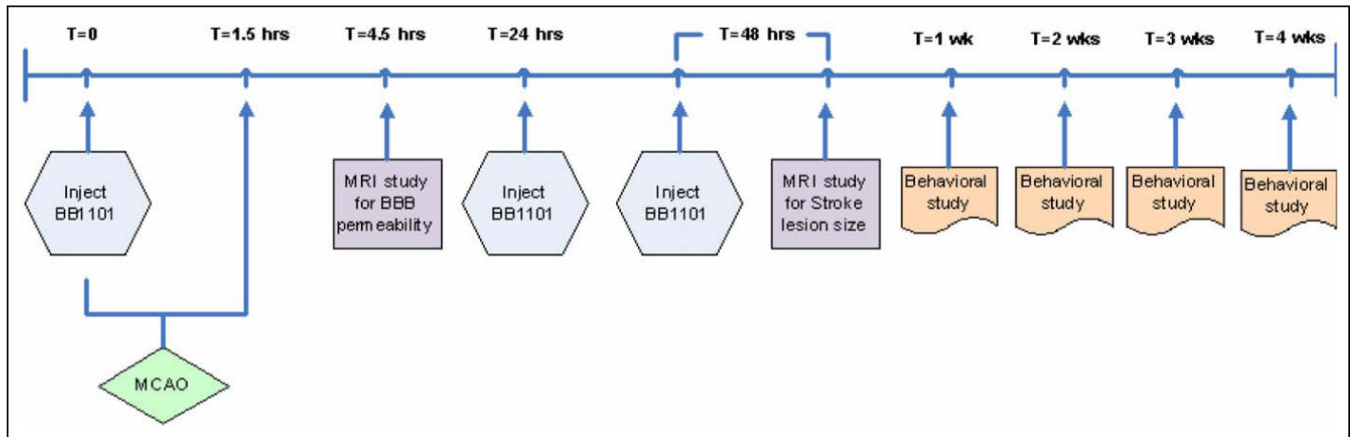 T=0 T=1.5 hrs T=4.5 hrs T=24 hrs T=48 hrs T=1 wk T=2 wks T=3 wks T=4 wks
Inject
BB1101
MRI study
for BBB
permeability
Inject
BB1101
Inject
BB1101
MRI study
for Stroke
lesion size
Behavioral
study
Behavioral
study
Behavioral
study
Behavioral
study
MCAO